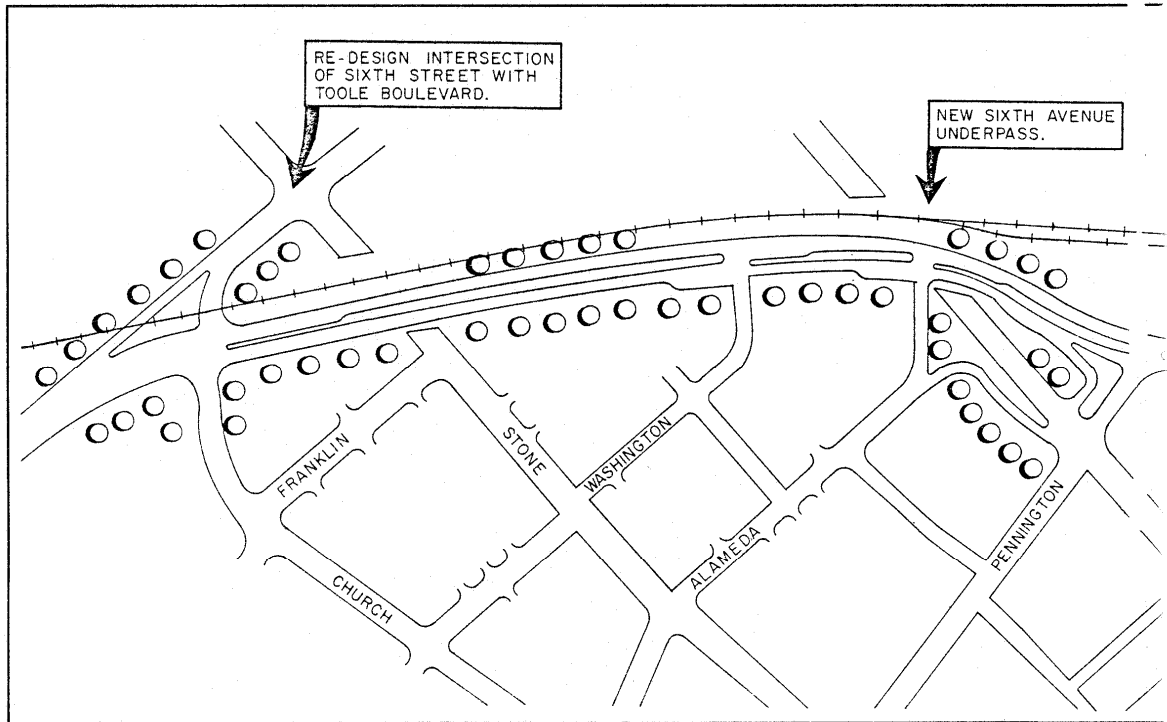 RE-DESIGN INTERSECTION
OF SIXTH STREET WITH
TOOLE BOULEVARD.
NEW SIXTH AVENUE
UNDERPASS.
FRANKLIN
STONE
WASHINGTON
ALAMEDA
PENNINGTON
CHURCH